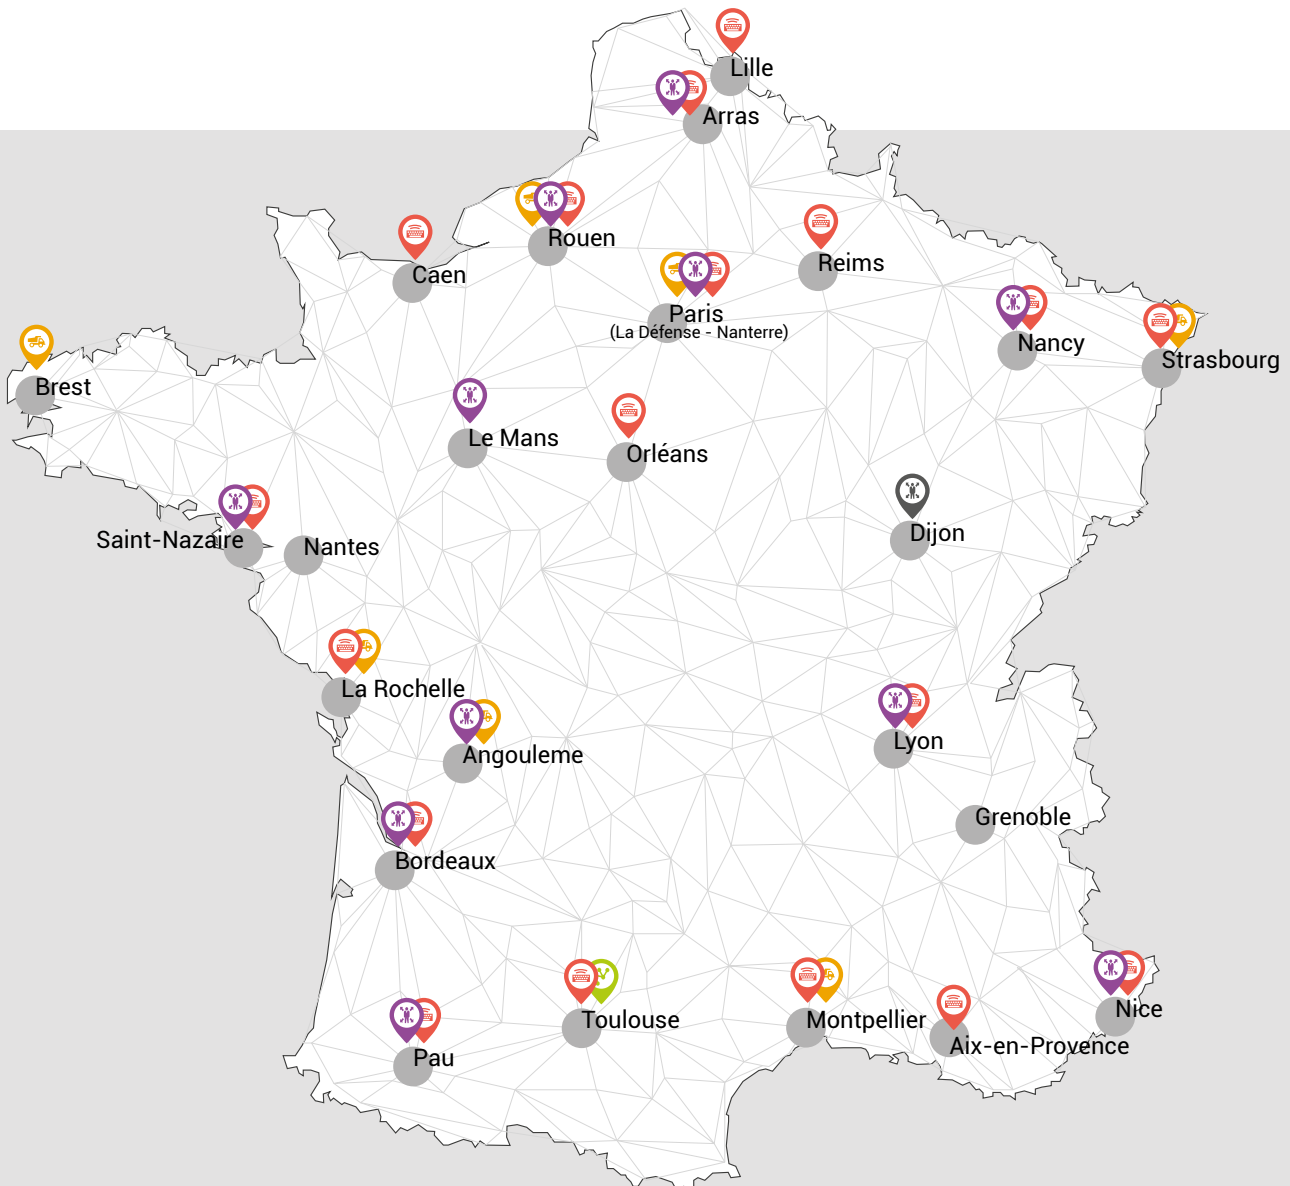 Lille
Arras
Rouen
Reims
Caen
Paris
(La Défense - Nanterre)
Nancy
Strasbourg
Brest
Le Mans
Orléans
Dijon
Saint-Nazaire
Nantes
La Rochelle
Lyon
Angouleme
Grenoble
Bordeaux
Nice
Toulouse
Montpellier
Aix-en-Provence
Pau